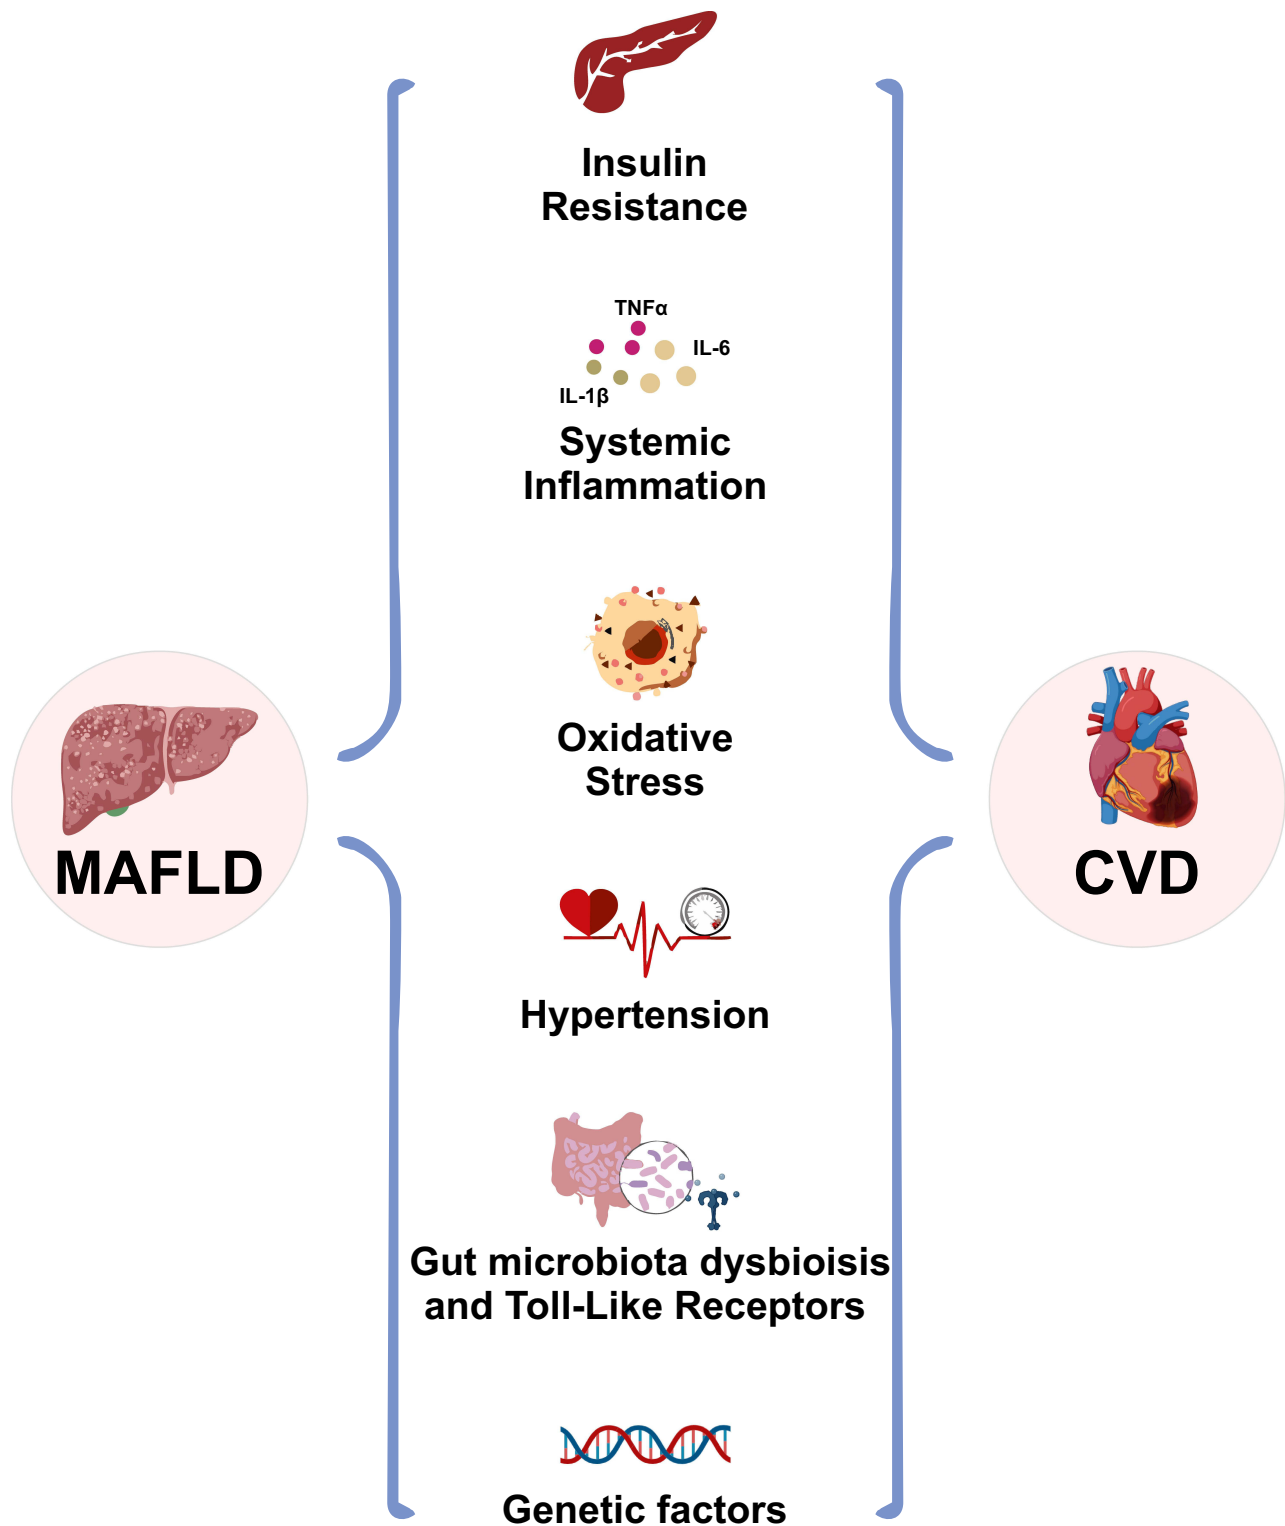 Insulin
Resistance
TNFα
IL-6
IL-1β
Systemic
Inflammation
Oxidative
Stress
MAFLD
CVD
Hypertension
Gut microbiota dysbioisis
and Toll-Like Receptors
Genetic factors